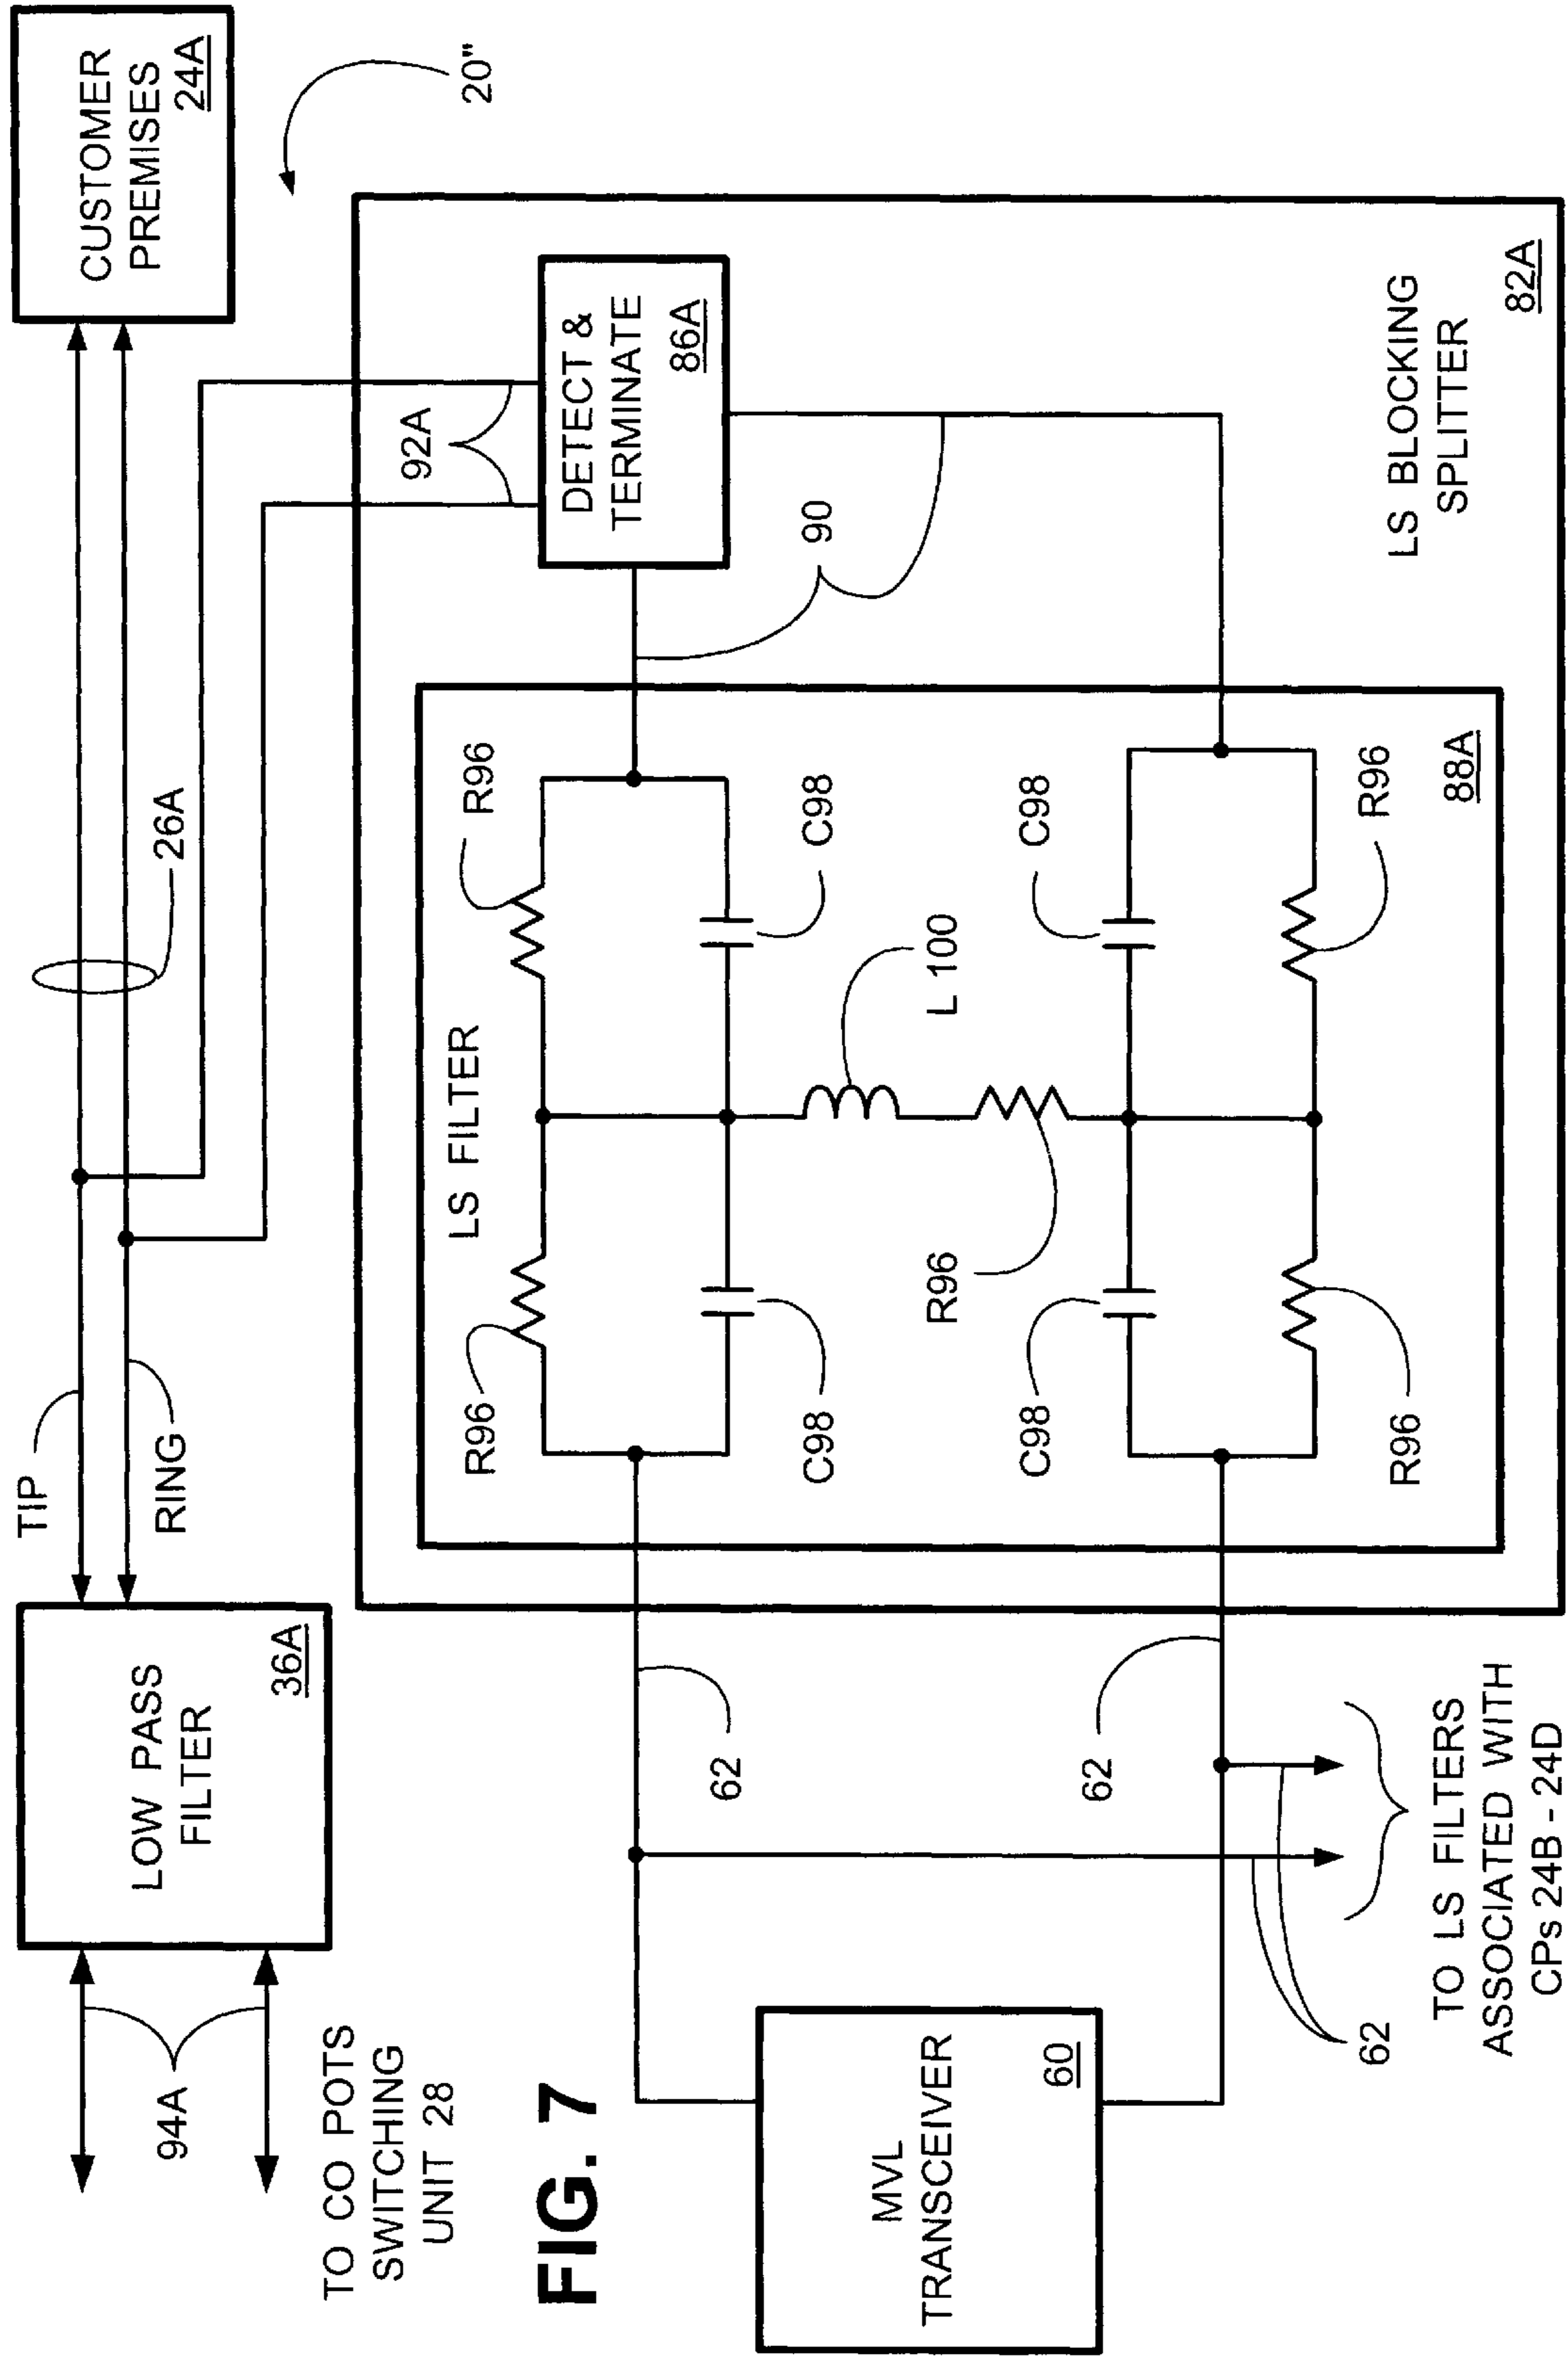 94A
TO CO POTS
SWITCHING
UNIT 28
LOW PASS
FILTER
36A
TIP
RING
26A
CUSTOMER
PREMISES
24A
20"
FIG. 7
LS FILTER
R96
R96
92A
DETECT &
TERMINATE
86A
62
C98
C98
90
MVL
TRANSCEIVER
60
R96
L 100
62
C98
C98
62
R96
R96
88A
LS BLOCKING
SPLITTER
82A
TO LS FILTERS
ASSOCIATED WITH
CPs 24B - 24D